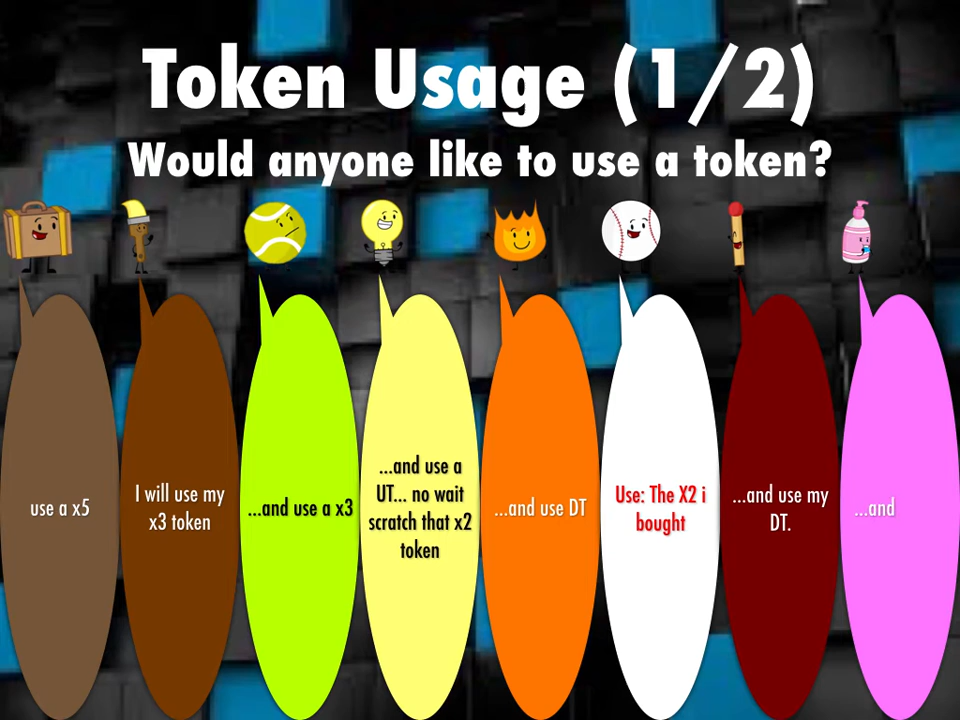 Token Usage (1/2)
Would anyone like to use a token?
use a x5
I will use my
x3 token
...and use a x3
...and use a
UT... no wait
scratch that x2
token
...and use DT
Use: The X2 i
bought
...and use my
DT.
...and